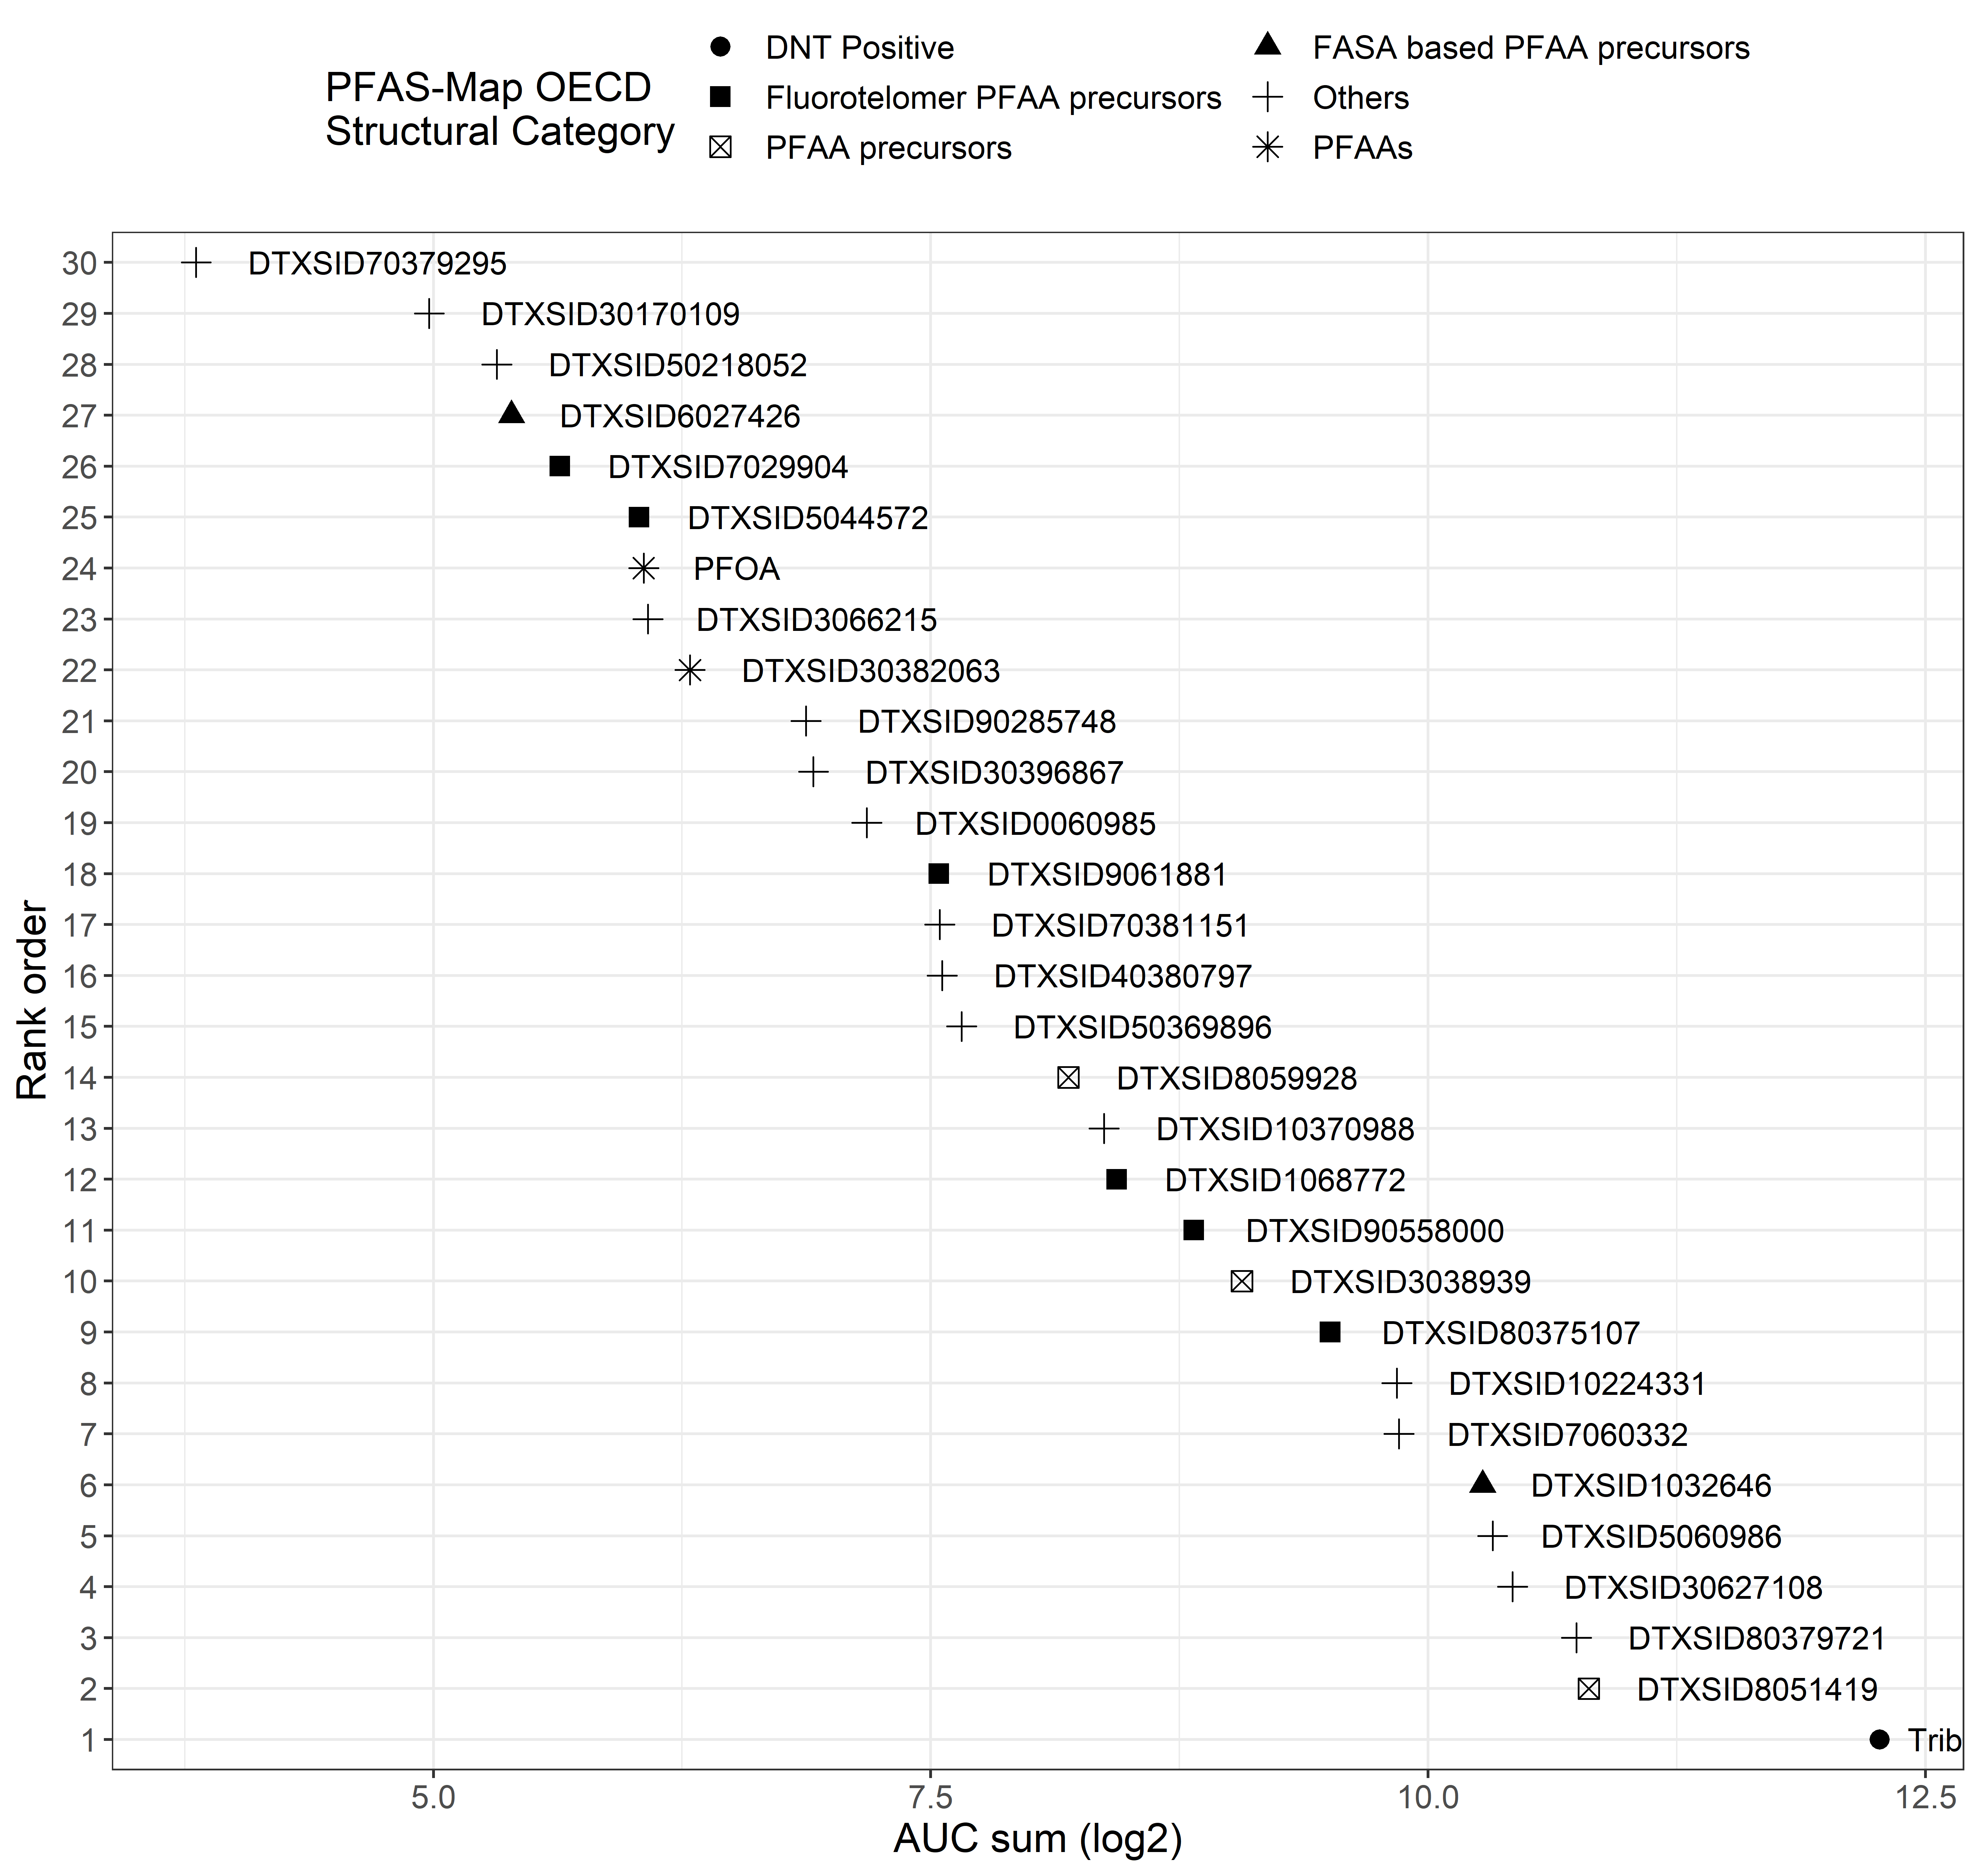 PFAS-Map OECD
Structural Category
DNT Positive
Fluorotelomer PFAA precursors
PFAA precursors
FASA based PFAA precursors
Others
PFAAs
30 DTXSID70379295
29 DTXSID30170109
28 DTXSID50218052
27 DTXSID6027426
26 DTXSID7029904
25 DTXSID5044572
24 PFOA
23 DTXSID3066215
22 DTXSID30382063
21 DTXSID90285748
20 DTXSID30396867
19 DTXSID0060985
18 DTXSID9061881
17 DTXSID70381151
16 DTXSID40380797
15 DTXSID50369896
14 DTXSID8059928
13 DTXSID10370988
12 DTXSID1068772
11 DTXSID90558000
10 DTXSID3038939
9 DTXSID80375107
8 DTXSID10224331
7 DTXSID7060332
6 DTXSID1032646
5 DTXSID5060986
4 DTXSID30627108
3 DTXSID80379721
2 DTXSID8051419
1 Trib
Rank order
5.0 7.5 10.0 12.5
AUC sum (log2)